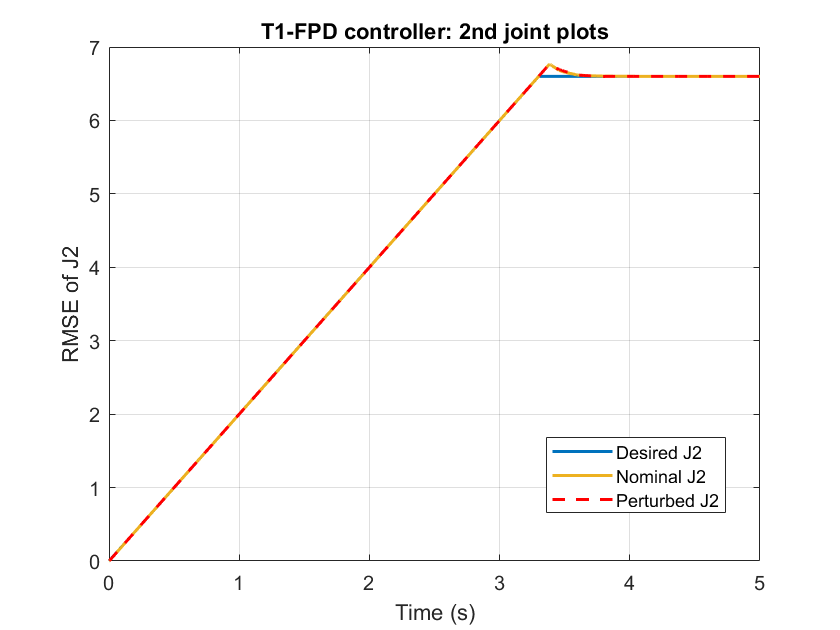 T1-FPD controller: 2nd joint plots
7
6
5
4
3
2
1
0
RMSE of J2
Desired J2
Nominal J2
Perturbed J2
0 1 2 3 4 5
Time (s)